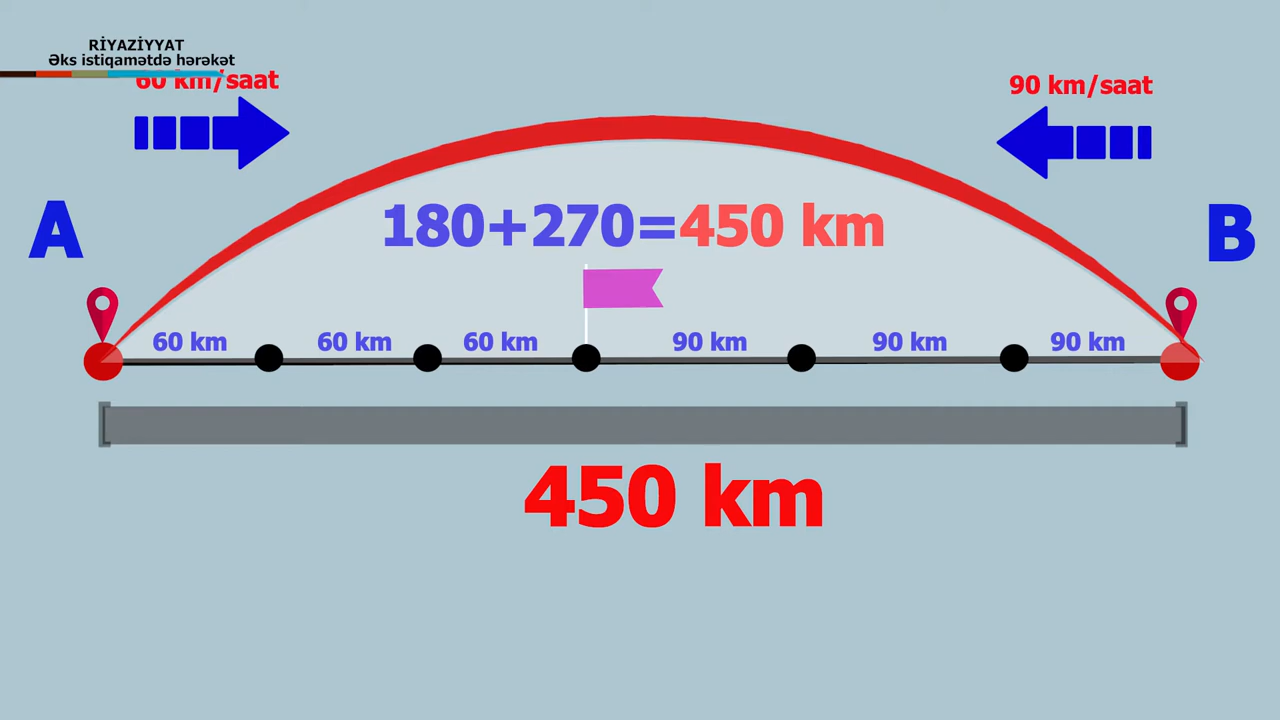 RİYAZİYYAT
Əks istiqamətdə hərəkət
60 km/saat
90 km/saat
A
B
180+270=450 km
60 km 60 km 60 km 90 km 90 km 90 km
450 km